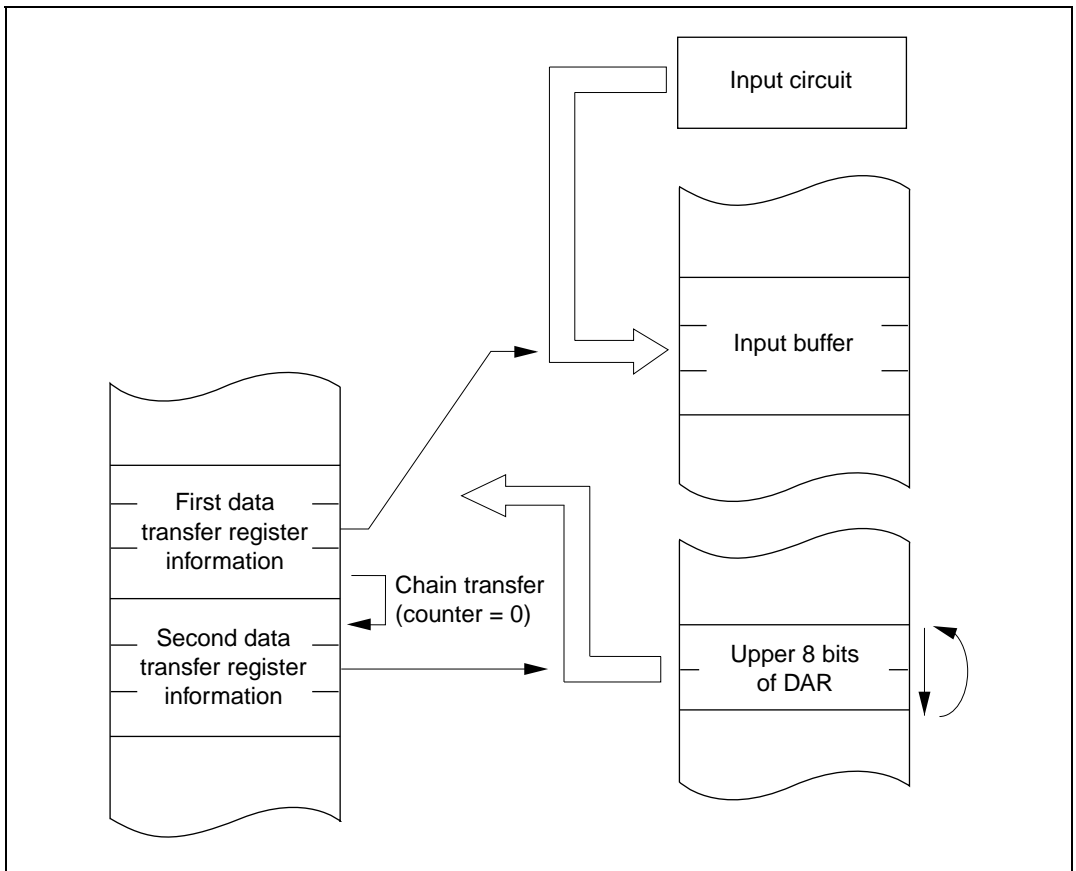 Input circuit
Input buffer
First data
transfer register
information
Chain transfer
(counter = 0)
Second data
transfer register
information
Upper 8 bits
of DAR